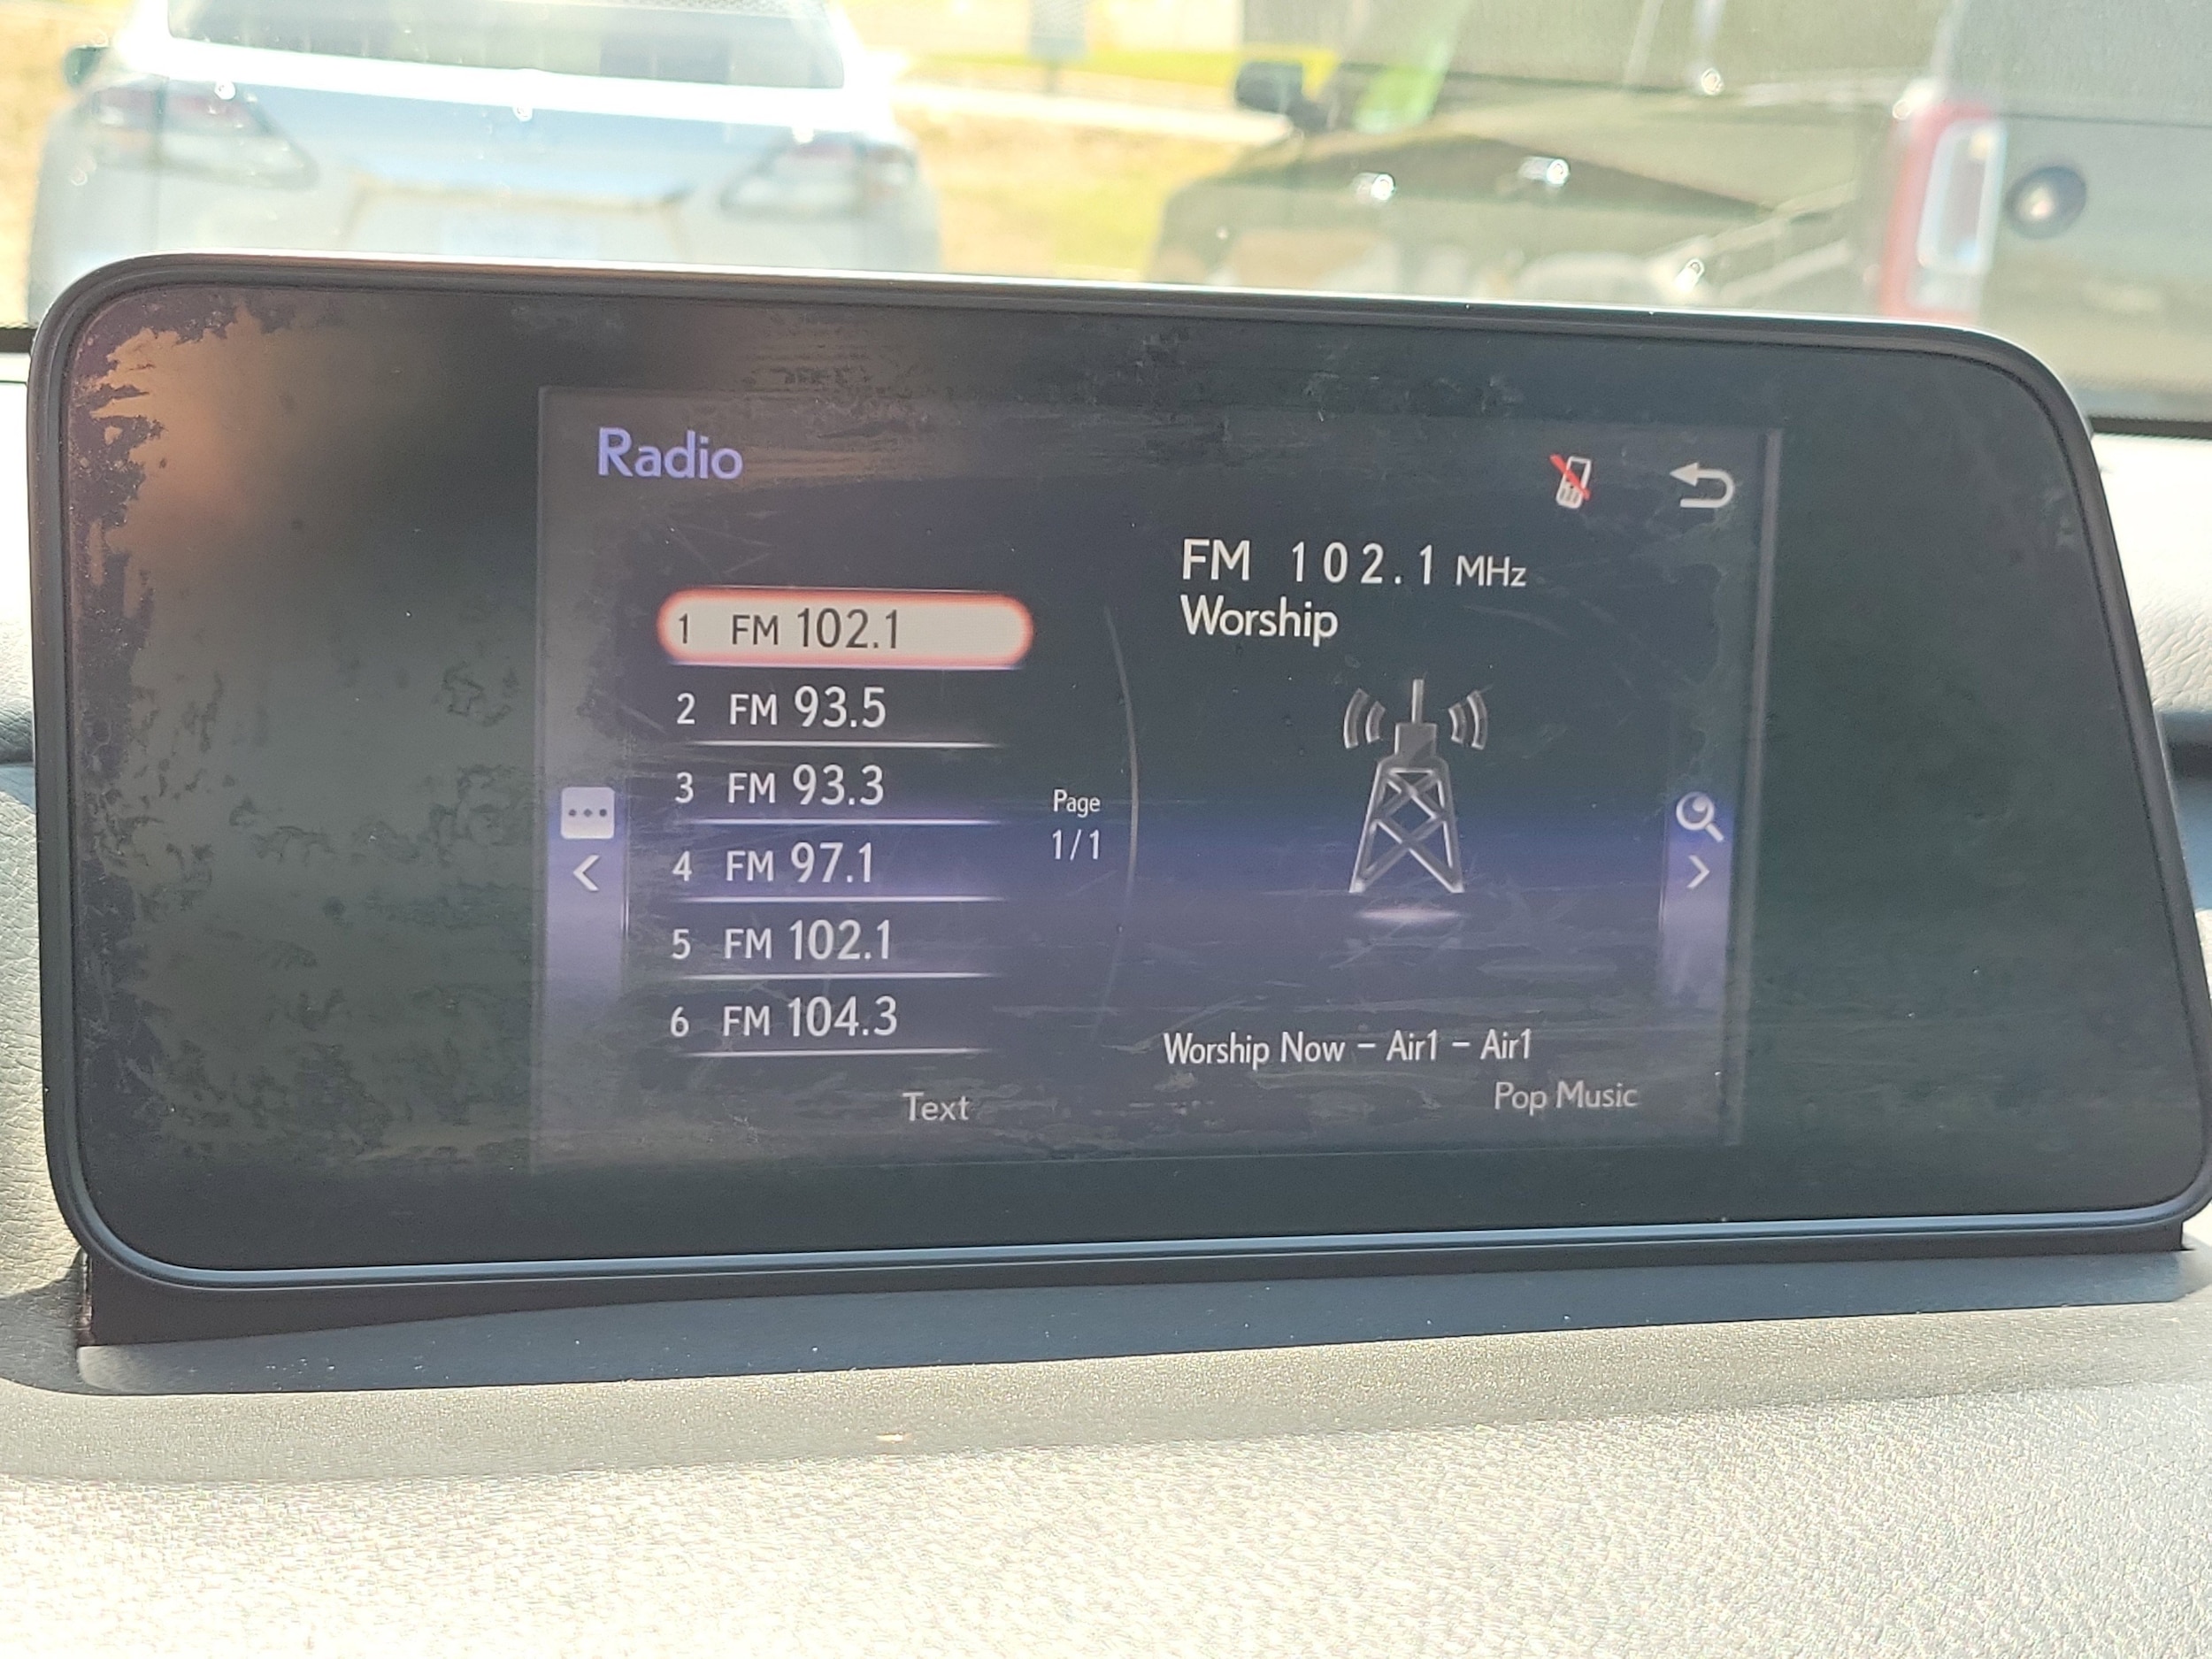 Radio
FM 102.1 MHz
Worship
1 FM 102.1
2 FM 93.5
3 FM 93.3
4 FM 97.1
5 FM 102.1
6 FM 104.3
Page
1/1
Worship Now - Air1 - Air1
Pop Music
Text